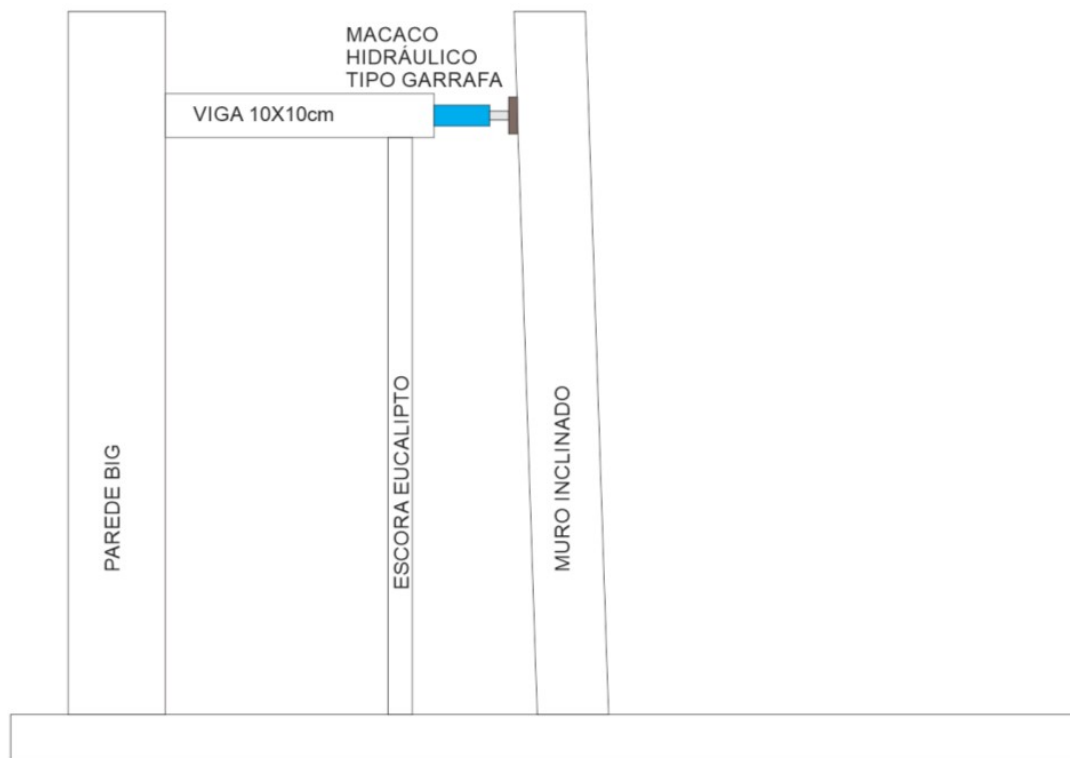 MACACO
HIDRÁULICO
TIPO GARRAFA
VIGA 10X10cm
PAREDE BIG
ESCORA EUCALIPTO
MURO INCLINADO